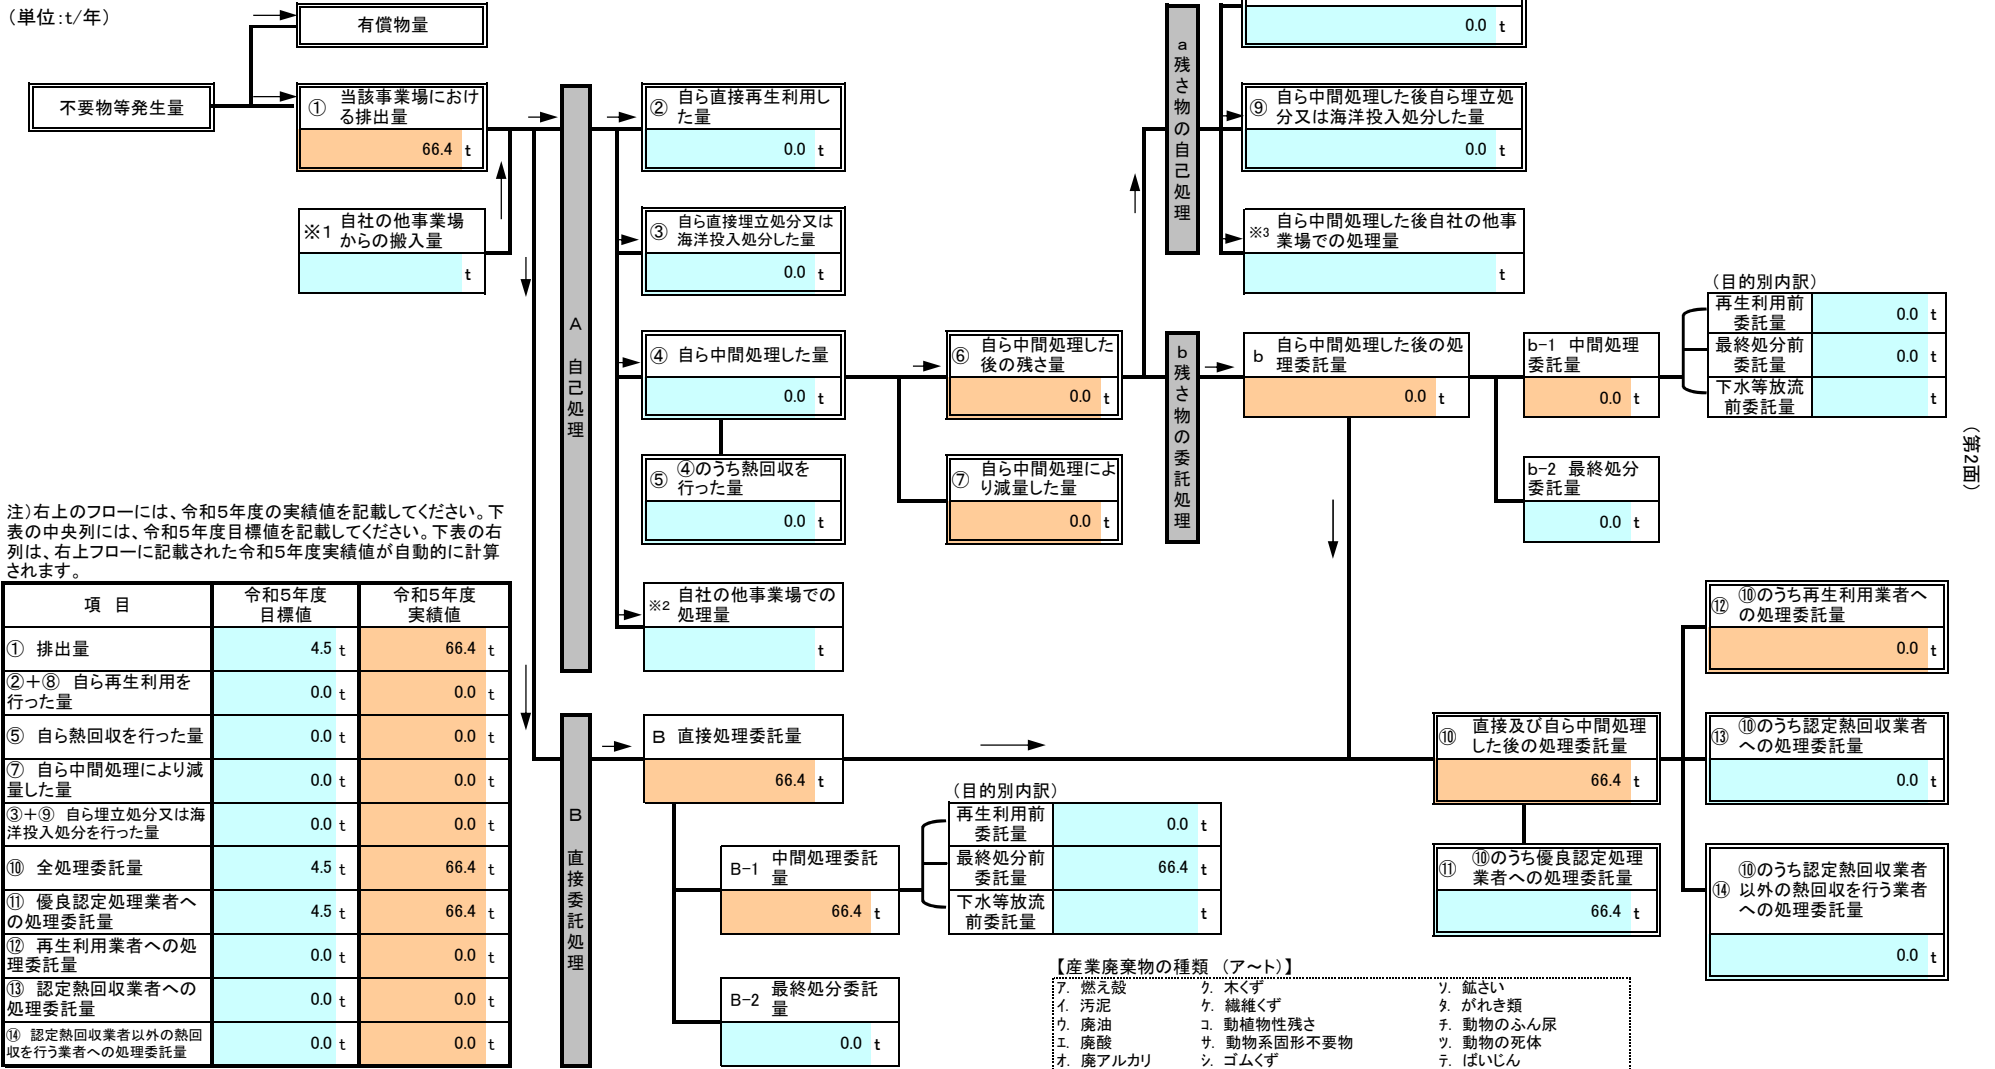 （単位：t/年）
有償物量
不要物等発生量
① 当該事業場におけ
る排出量
66.4 t
※1 自社の他事業場
からの搬入量
t
A 自己処理
② 自ら直接再生利用し
た量
0.0 t
③ 自ら直接埋立処分又は
海洋投入処分した量
0.0 t
④ 自ら中間処理した量
0.0 t
⑤ ④のうち熱回収を
行った量
0.0 t
※2 自社の他事業場での
処理量
t
⑥ 自ら中間処理した
後の残さ量
0.0 t
⑦ 自ら中間処理によ
り減量した量
0.0 t
a 残さ物の自己処理
0.0 t
⑨ 自ら中間処理した後自ら埋立処
分又は海洋投入処分した量
0.0 t
※3 自ら中間処理した後自社の他事
業場での処理量
t
b 残さ物の委託処理
b 自ら中間処理した後の処
理委託量
0.0 t
b-1 中間処理
委託量
0.0 t
b-2 最終処分
委託量
0.0 t
（目的別内訳）
再生利用前
委託量
0.0 t
最終処分前
委託量
0.0 t
下水等放流
前委託量
t
（第2面）
注）右上のフローには、令和5年度の実績値を記載してください。下
表の中央列には、令和5年度目標値を記載してください。下表の右
列は、右上フローに記載された令和5年度実績値が自動的に計算
されます。
項 目 令和5年度 目標値 令和5年度 実績値
① 排出量 4.5 t 66.4 t
②＋⑧ 自ら再生利用を
行った量 0.0 t 0.0 t
⑤ 自ら熱回収を行った量 0.0 t 0.0 t
⑦ 自ら中間処理により減
量した量 0.0 t 0.0 t
③＋⑨ 自ら埋立処分又は海
洋投入処分を行った量 0.0 t 0.0 t
⑩ 全処理委託量 4.5 t 66.4 t
⑪ 優良認定処理業者へ
の処理委託量 4.5 t 66.4 t
⑫ 再生利用業者への処
理委託量 0.0 t 0.0 t
⑬ 認定熱回収業者への
処理委託量 0.0 t 0.0 t
⑭ 認定熱回収業者以外の熱回
収を行う業者への処理委託量 0.0 t 0.0 t
B 直接委託処理
B 直接処理委託量
66.4 t
B-1 中間処理委託
量
66.4 t
B-2 最終処分委託
量
0.0 t
（目的別内訳）
再生利用前
委託量
0.0 t
最終処分前
委託量
66.4 t
下水等放流
前委託量
t
⑩ 直接及び自ら中間処理
した後の処理委託量
66.4 t
⑪ ⑩のうち優良認定処理
業者への処理委託量
66.4 t
⑫ ⑩のうち再生利用業者へ
の処理委託量
0.0 t
⑬ ⑩のうち認定熱回収業者
への処理委託量
0.0 t
⑭ ⑩のうち認定熱回収業者
以外の熱回収を行う業者
への処理委託量
0.0 t
【産業廃棄物の種類 （ア～ト）】
ア. 燃え殻 ク. 木くず ソ. 鉱さい
イ. 汚泥 ケ. 繊維くず タ. がれき類
ウ. 廃油 コ. 動植物性残さ チ. 動物のふん尿
エ. 廃酸 サ. 動物系固形不要物 ツ. 動物の死体
オ. 廃アルカリ シ. ゴムくず テ. ばいじん